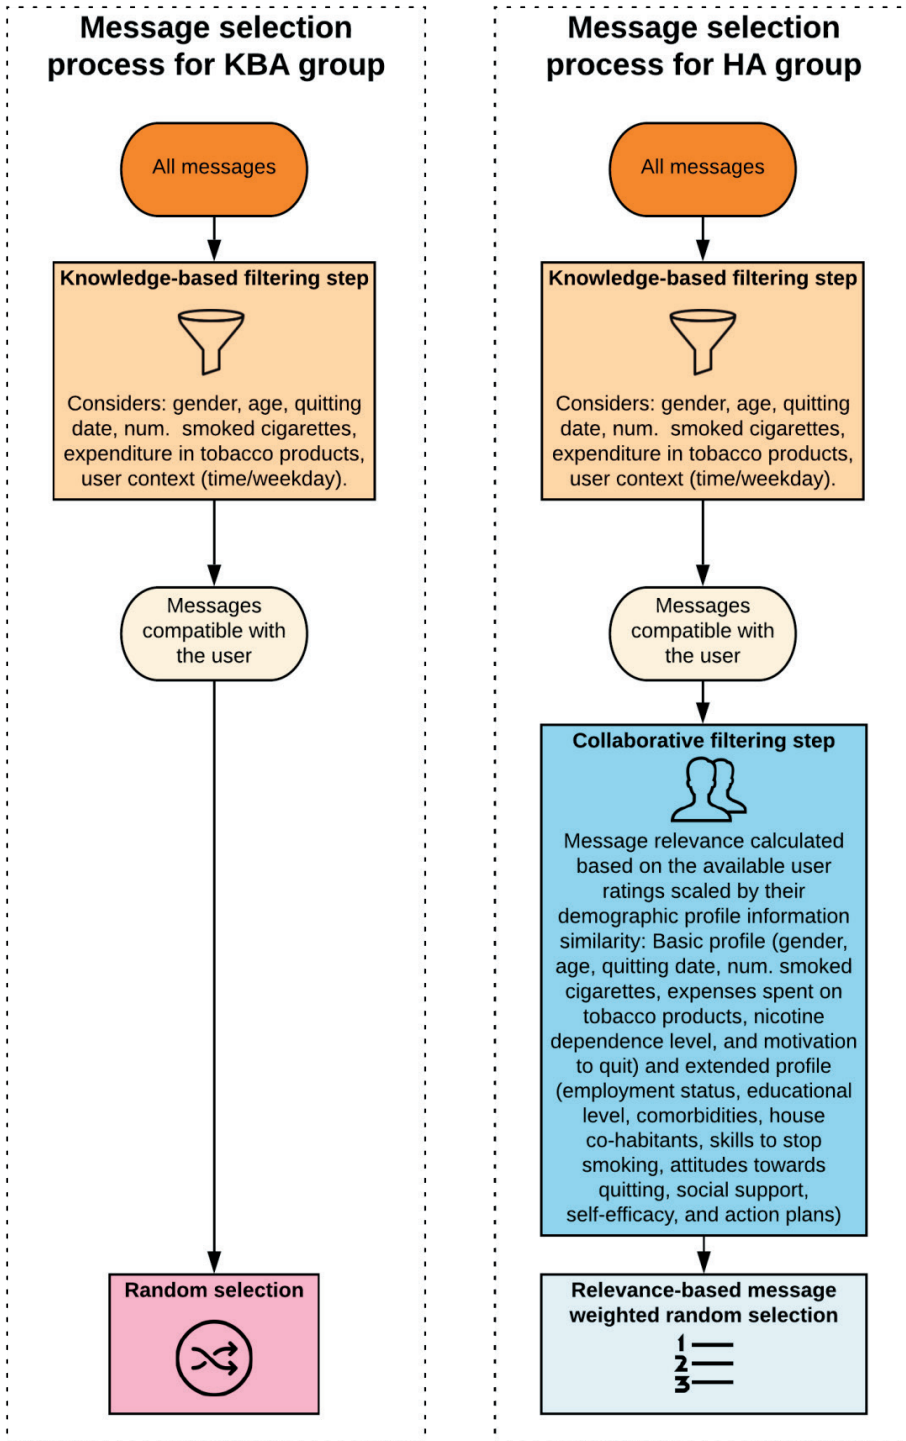 Message selection
process for KBA group
All messages
Knowledge-based filtering step
Considers: gender, age, quitting
date, num. smoked cigarettes,
expenditure in tobacco products,
user context (time/weekday).
Messages
compatible with
the user
Random selection
Message selection
process for HA group
All messages
Knowledge-based filtering step
Considers: gender, age, quitting
date, num. smoked cigarettes,
expenditure in tobacco products,
user context (time/weekday).
Messages
compatible with
the user
Collaborative filtering step
Message relevance calculated
based on the available user
ratings scaled by their
demographic profile information
similarity: Basic profile (gender,
age, quitting date, num. smoked
cigarettes, expenses spent on
tobacco products, nicotine
dependence level, and motivation
to quit) and extended profile
(employment status, educational
level, comorbidities, house
co-habitants, skills to stop
smoking, attitudes towards
quitting, social support,
self-efficacy, and action plans)
Relevance-based message
weighted random selection
1
2
3